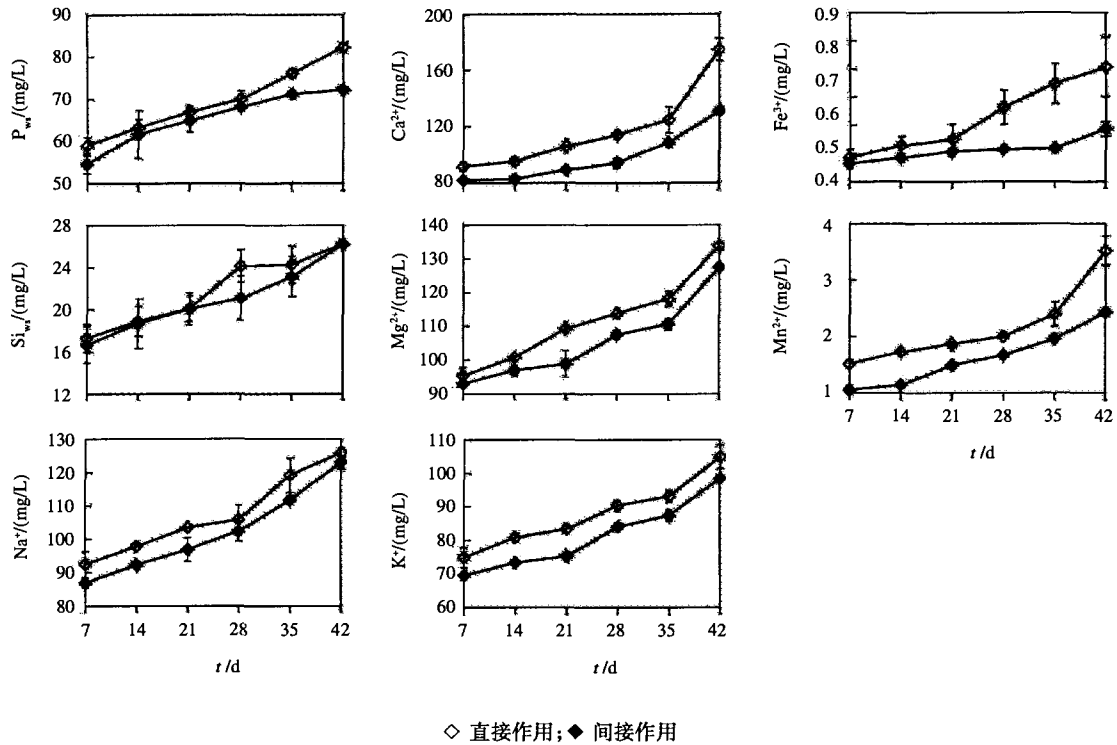 P_ws/(mg/L)
90
80
70
60
50
Ca²⁺/(mg/L)
200
160
120
80
Fe³⁺/(mg/L)
0.9
0.8
0.7
0.6
0.5
0.4
Si_ws/(mg/L)
28
24
20
16
12
Mg²⁺/(mg/L)
140
130
120
110
100
90
Mn²⁺/(mg/L)
4
3
2
1
7 14 21 28 35 42
t/d
Na⁺/(mg/L)
130
120
110
100
90
80
7 14 21 28 35 42
t/d
K⁺/(mg/L)
110
100
90
80
70
60
7 14 21 28 35 42
t/d
◇ 直接作用;◆ 间接作用